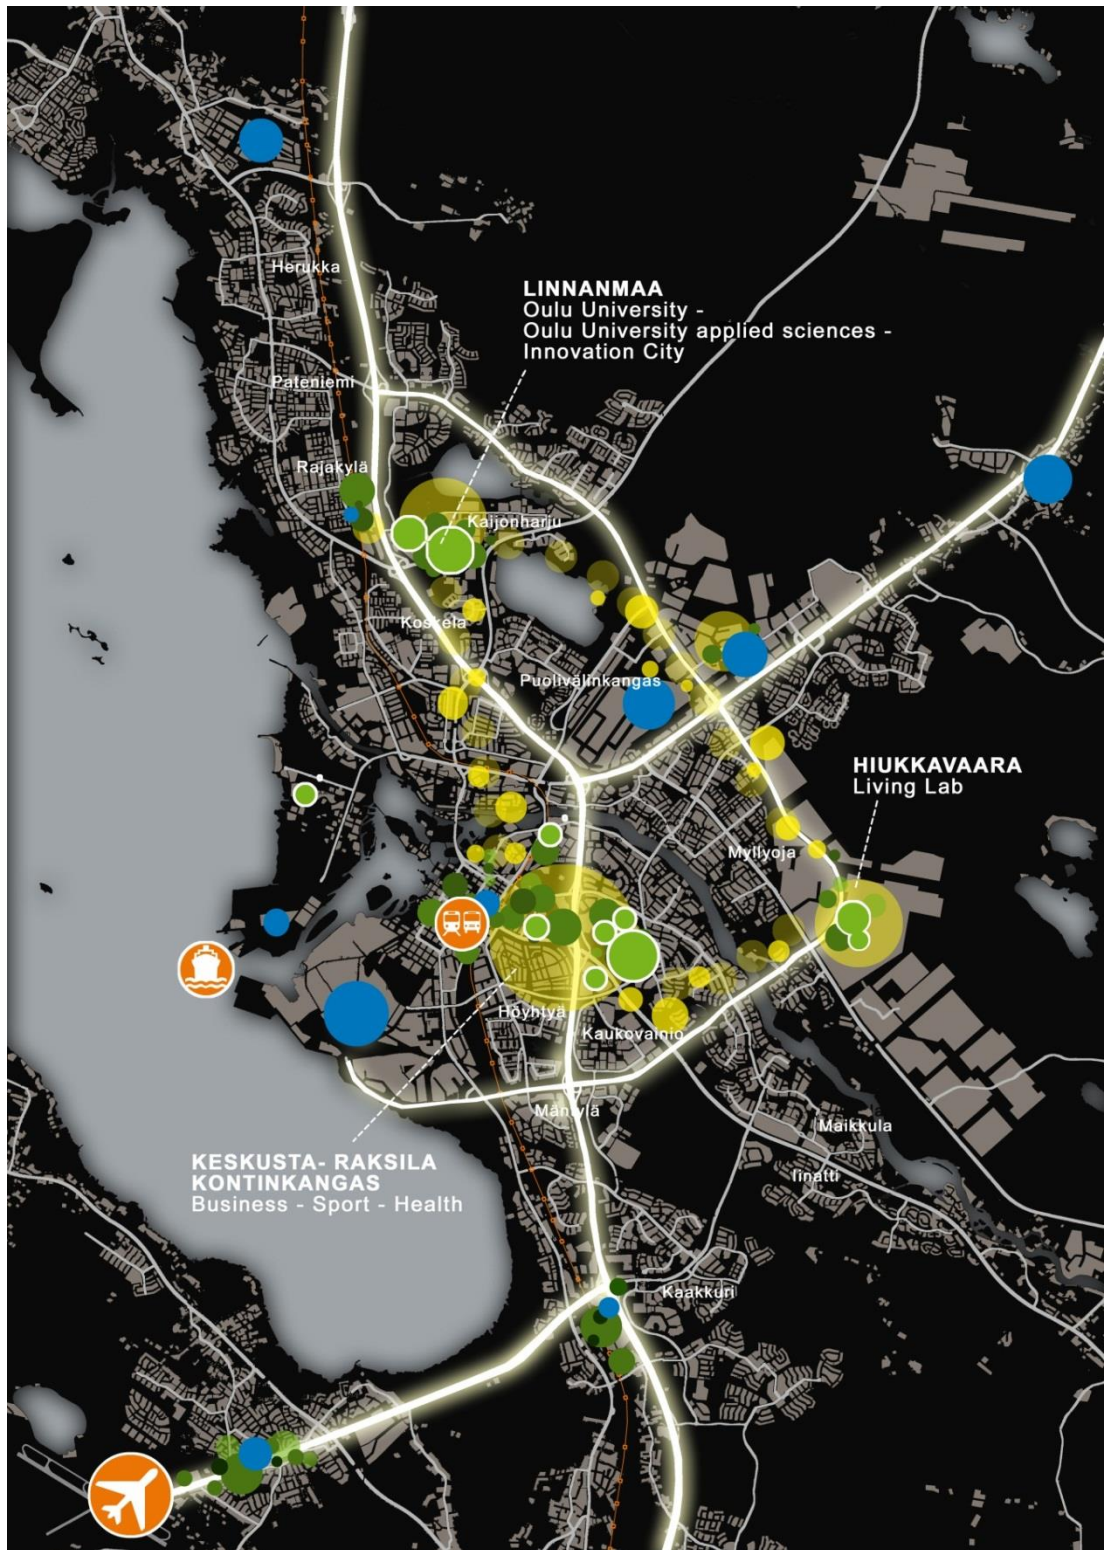 Herukka
LINNANMAA
Oulu University -
Oulu University applied sciences -
Innovation City
Pateniemi
Rajakylä
Kaijonharju
Koskela
Puolivälinkangas
HIUKKAVAARA
Living Lab
Myllyoja
Höyhtyä
Kaukovainio
Mäntylä
Maikkula
Iinatti
KESKUSTA- RAKSILA
KONTINKANGAS
Business - Sport - Health
Kaakkuri